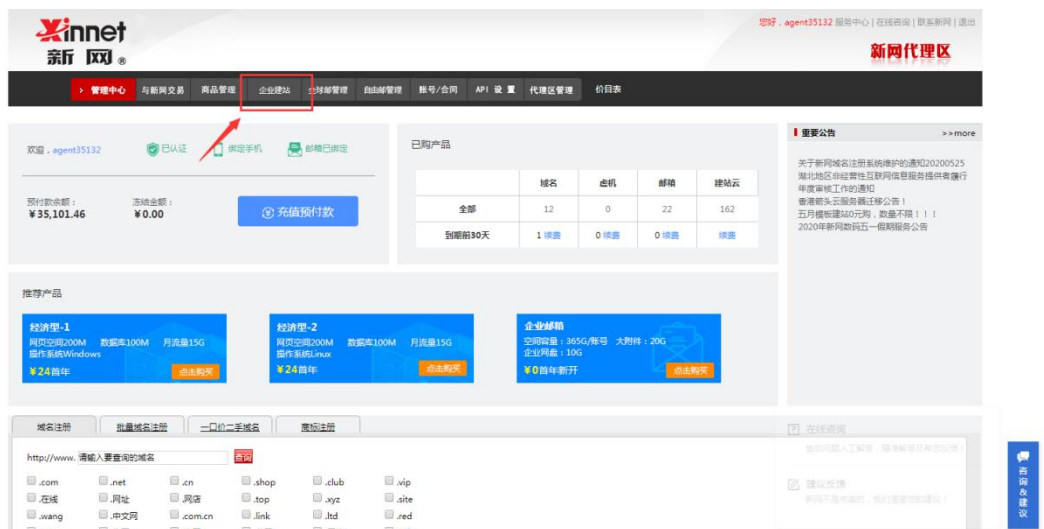 您好，agent35132 服务中心 | 在线咨询 | 联系新网 | 退出
Xinnet
新网 ®
新网代理区
› 管理中心 与新网交易 商品管理 企业建站 全球邮管理 自由邮管理 账号/合同 API 设 置 代理区管理 价目表
欢迎，agent35132 已认证 绑定手机 邮箱已绑定
预付款余额： 冻结金额：
¥35,101.46 ¥0.00 充值预付款
已购产品
域名 虚机 邮箱 建站云
全部 12 0 22 162
到期前30天 1 续费 0 续费 0 续费 续费
重要公告 >>more
关于新网域名注册系统维护的通知20200525
湖北地区非经营性互联网信息服务提供者履行
年度审核工作的通知
香港箭头云服务器迁移公告！
五月模板建站0元购，数量不限！！！
2020年新网数码五一假期服务公告
推荐产品
经济型-1
网页空间200M 数据库100M 月流量15G
操作系统Windows
¥24首年 点击购买
经济型-2
网页空间200M 数据库100M 月流量15G
操作系统Linux
¥24首年 点击购买
企业邮箱
空间容量：365G/账号 大附件：20G
企业网盘：10G
¥0首年新开 点击购买
域名注册 批量域名注册 一口价二手域名 商标注册
http://www. 请输入要查询的域名 查询
.com .net .cn .shop .club .vip
.在线 .网址 .网店 .top .xyz .site
.wang .中文网 .com.cn .link .ltd .red
在线咨询
建议反馈
咨询&建议